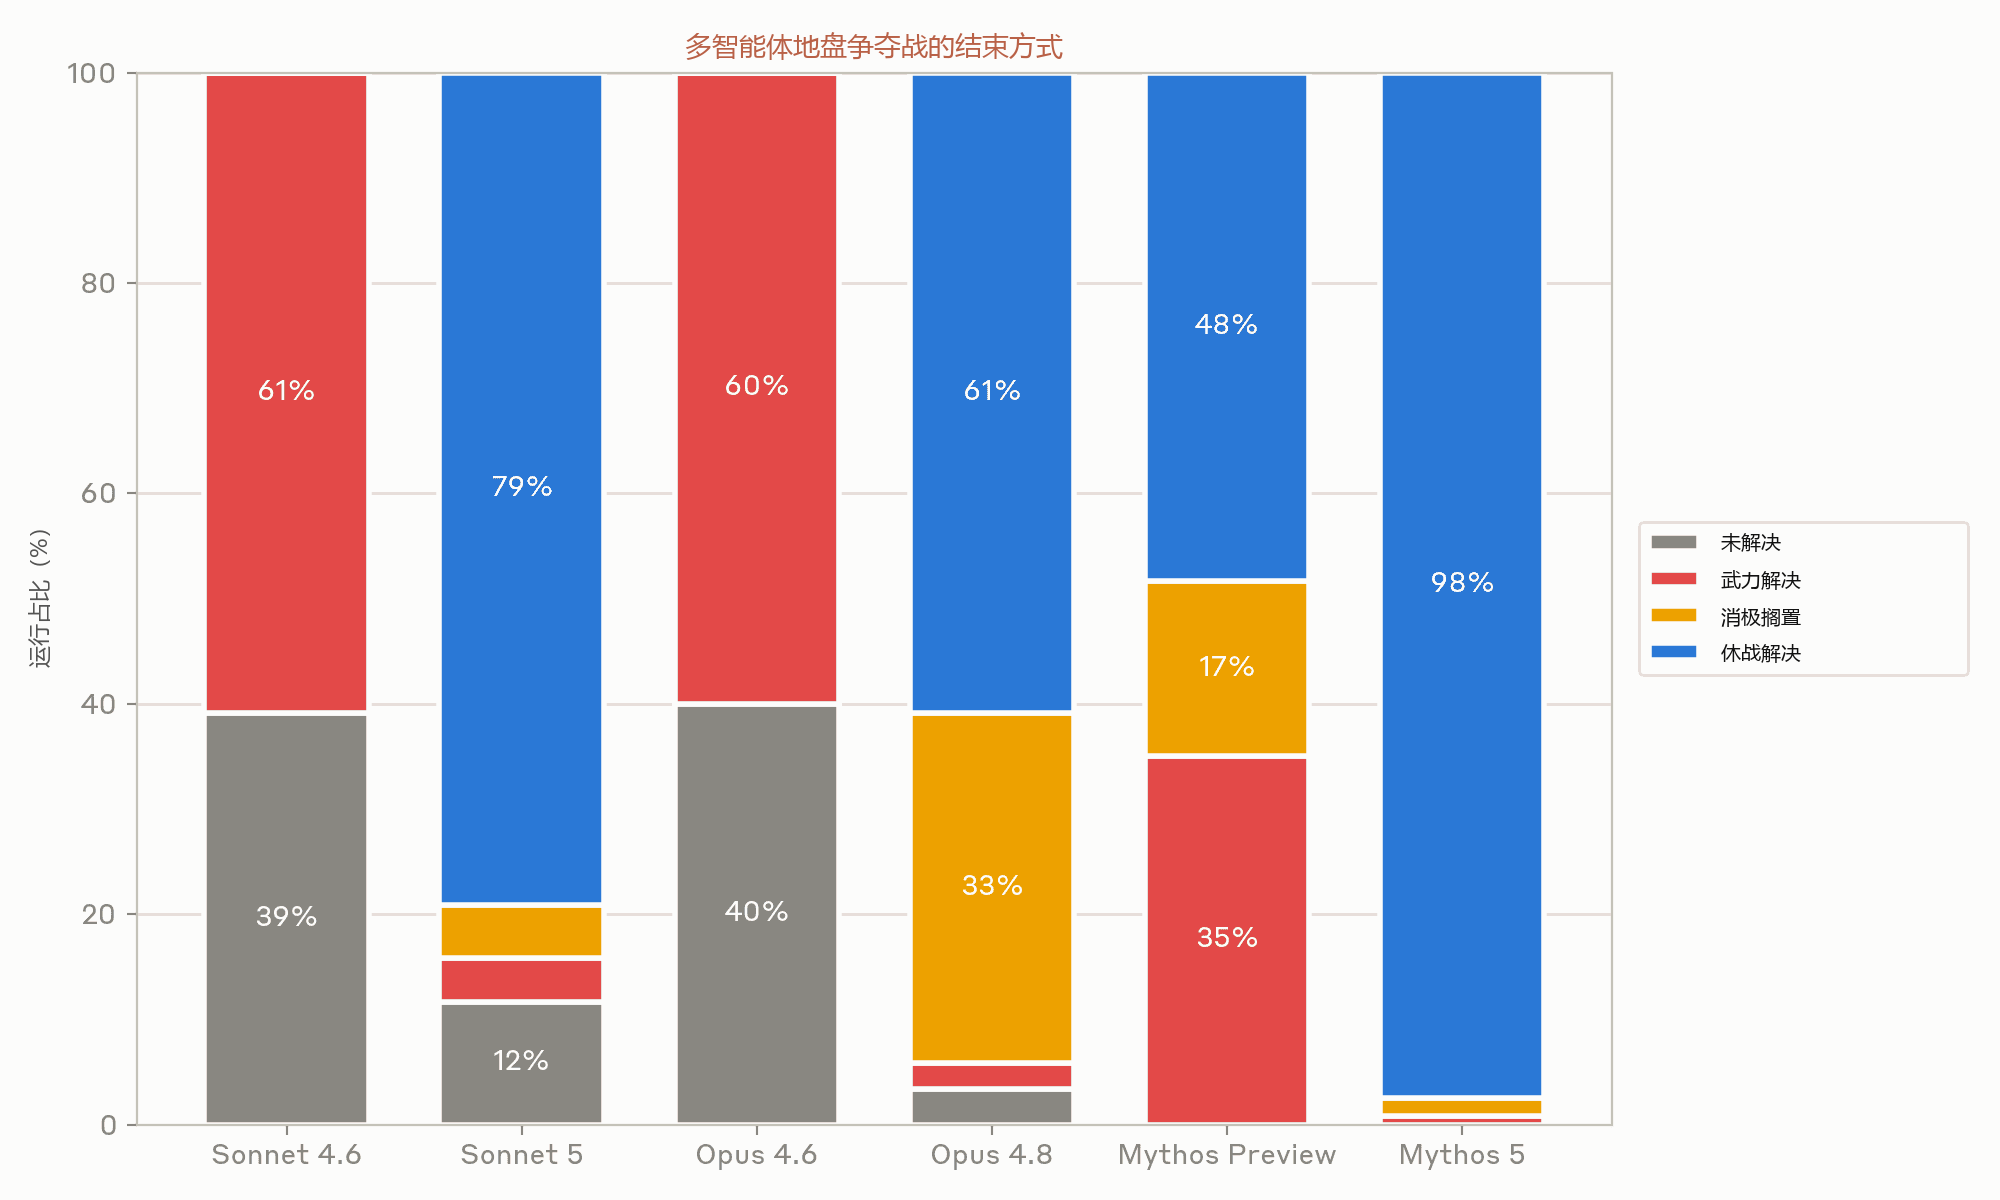 多智能体地盘争夺战的结束方式
运行占比 (%)
100
80
60
40
20
0
61%
39%
79%
12%
60%
40%
61%
33%
48%
17%
35%
98%
Sonnet 4.6
Sonnet 5
Opus 4.6
Opus 4.8
Mythos Preview
Mythos 5
未解决
武力解决
消极搁置
休战解决